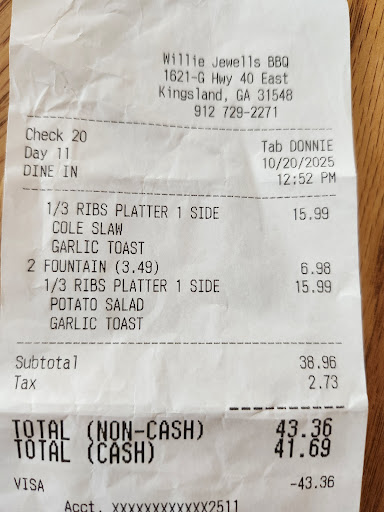 Willie Jewells BBQ
1621-G Hwy 40 East
Kingsland, GA 31548
912 729-2271
Check 20
Tab DONNIE
Day 11
10/20/2025
DINE IN
12:52 PM
1/3 RIBS PLATTER 1 SIDE 15.99
COLE SLAW
GARLIC TOAST
2 FOUNTAIN (3.49) 6.98
1/3 RIBS PLATTER 1 SIDE 15.99
POTATO SALAD
GARLIC TOAST
Subtotal 38.96
Tax 2.73
TOTAL (NON-CASH) 43.36
TOTAL (CASH) 41.69
VISA -43.36
Acct. XXXXXXXXXXXX2511